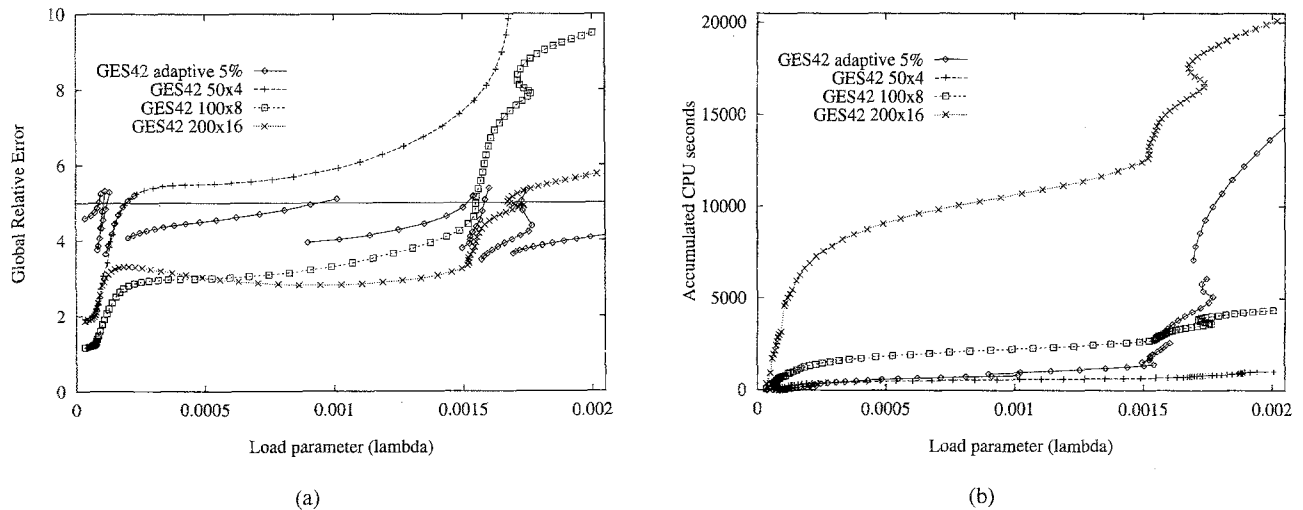 10
8
6
4
2
0
Global Relative Error
GES42 adaptive 5%
GES42 50x4
GES42 100x8
GES42 200x16
0
0.0005
0.001
0.0015
0.002
Load parameter (lambda)
(a)
20000
15000
10000
5000
0
Accumulated CPU seconds
GES42 adaptive 5%
GES42 50x4
GES42 100x8
GES42 200x16
0
0.0005
0.001
0.0015
0.002
Load parameter (lambda)
(b)